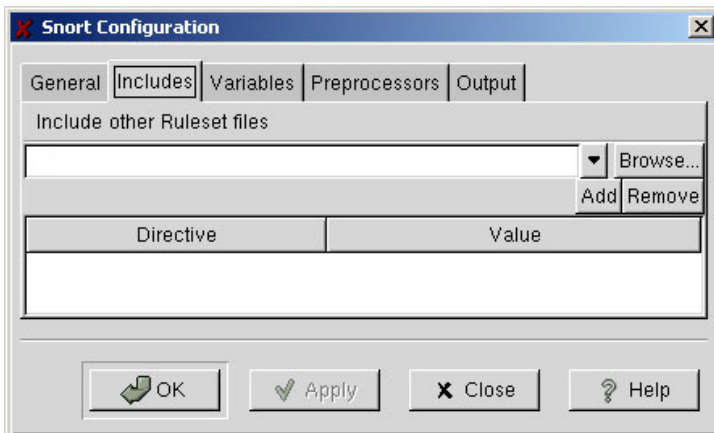 Snort Configuration
General Includes Variables Preprocessors Output
Include other Ruleset files
Browse...
Add Remove
Directive Value
OK Apply Close Help